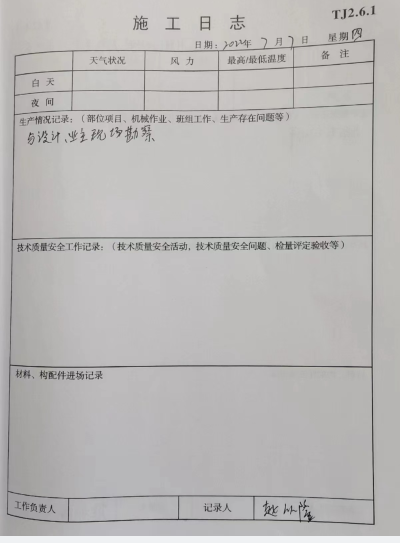 TJ2.6.1
施工日志
日期：2022年7月7日 星期四
天气状况 风力 最高/最低温度 备注
白天
夜间
生产情况记录：（部位项目、机械作业、班组工作、生产存在问题等）
与设计、业主现场勘察
技术质量安全工作记录：（技术质量安全活动，技术质量安全问题、检量评定验收等）
材料、构配件进场记录
工作负责人 记录人